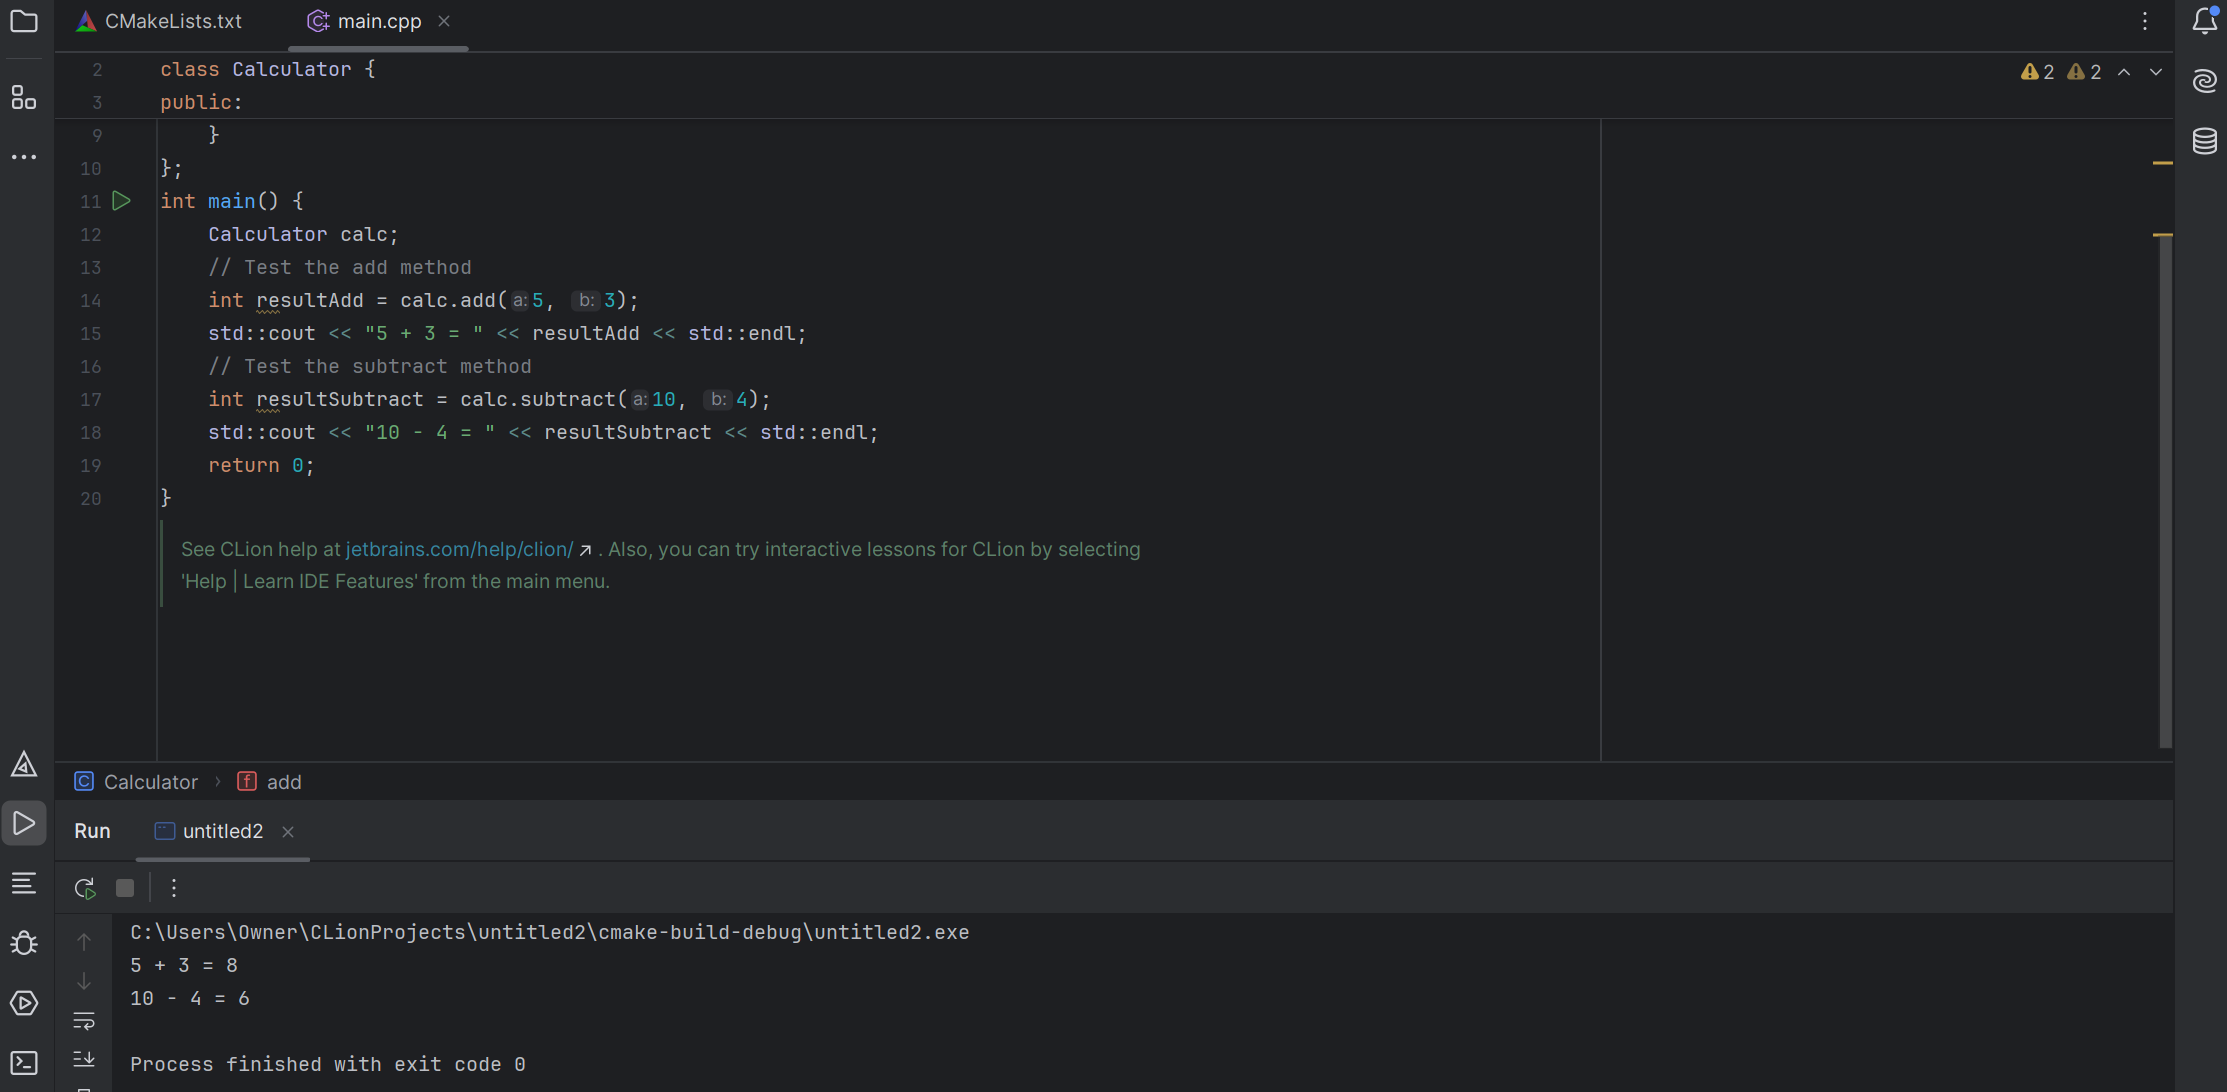 CMakeLists.txt main.cpp
2 class Calculator { 2 2
3 public:
9 }
10 };
11 int main() {
12 Calculator calc;
13 // Test the add method
14 int resultAdd = calc.add(a:5, b:3);
15 std::cout << "5 + 3 = " << resultAdd << std::endl;
16 // Test the subtract method
17 int resultSubtract = calc.subtract(a:10, b:4);
18 std::cout << "10 - 4 = " << resultSubtract << std::endl;
19 return 0;
20 }
See CLion help at jetbrains.com/help/clion/ . Also, you can try interactive lessons for CLion by selecting
'Help | Learn IDE Features' from the main menu.
C Calculator › f add
Run untitled2
C:\Users\Owner\CLionProjects\untitled2\cmake-build-debug\untitled2.exe
5 + 3 = 8
10 - 4 = 6
Process finished with exit code 0